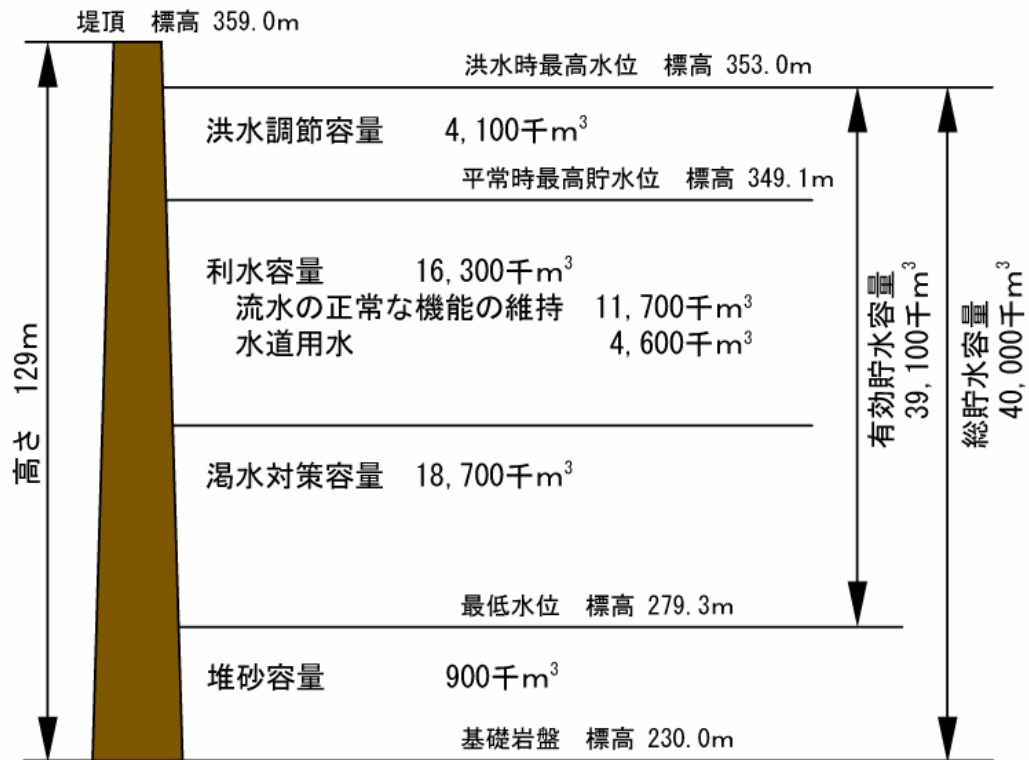 堤頂 標高 359.0m
洪水時最高水位 標高 353.0m
洪水調節容量 4,100千m³
平常時最高貯水位 標高 349.1m
利水容量 16,300千m³
流水の正常な機能の維持 11,700千m³
水道用水 4,600千m³
渇水対策容量 18,700千m³
最低水位 標高 279.3m
堆砂容量 900千m³
基礎岩盤 標高 230.0m
高さ 129m
有効貯水容量
39,100千m³
総貯水容量
40,000千m³